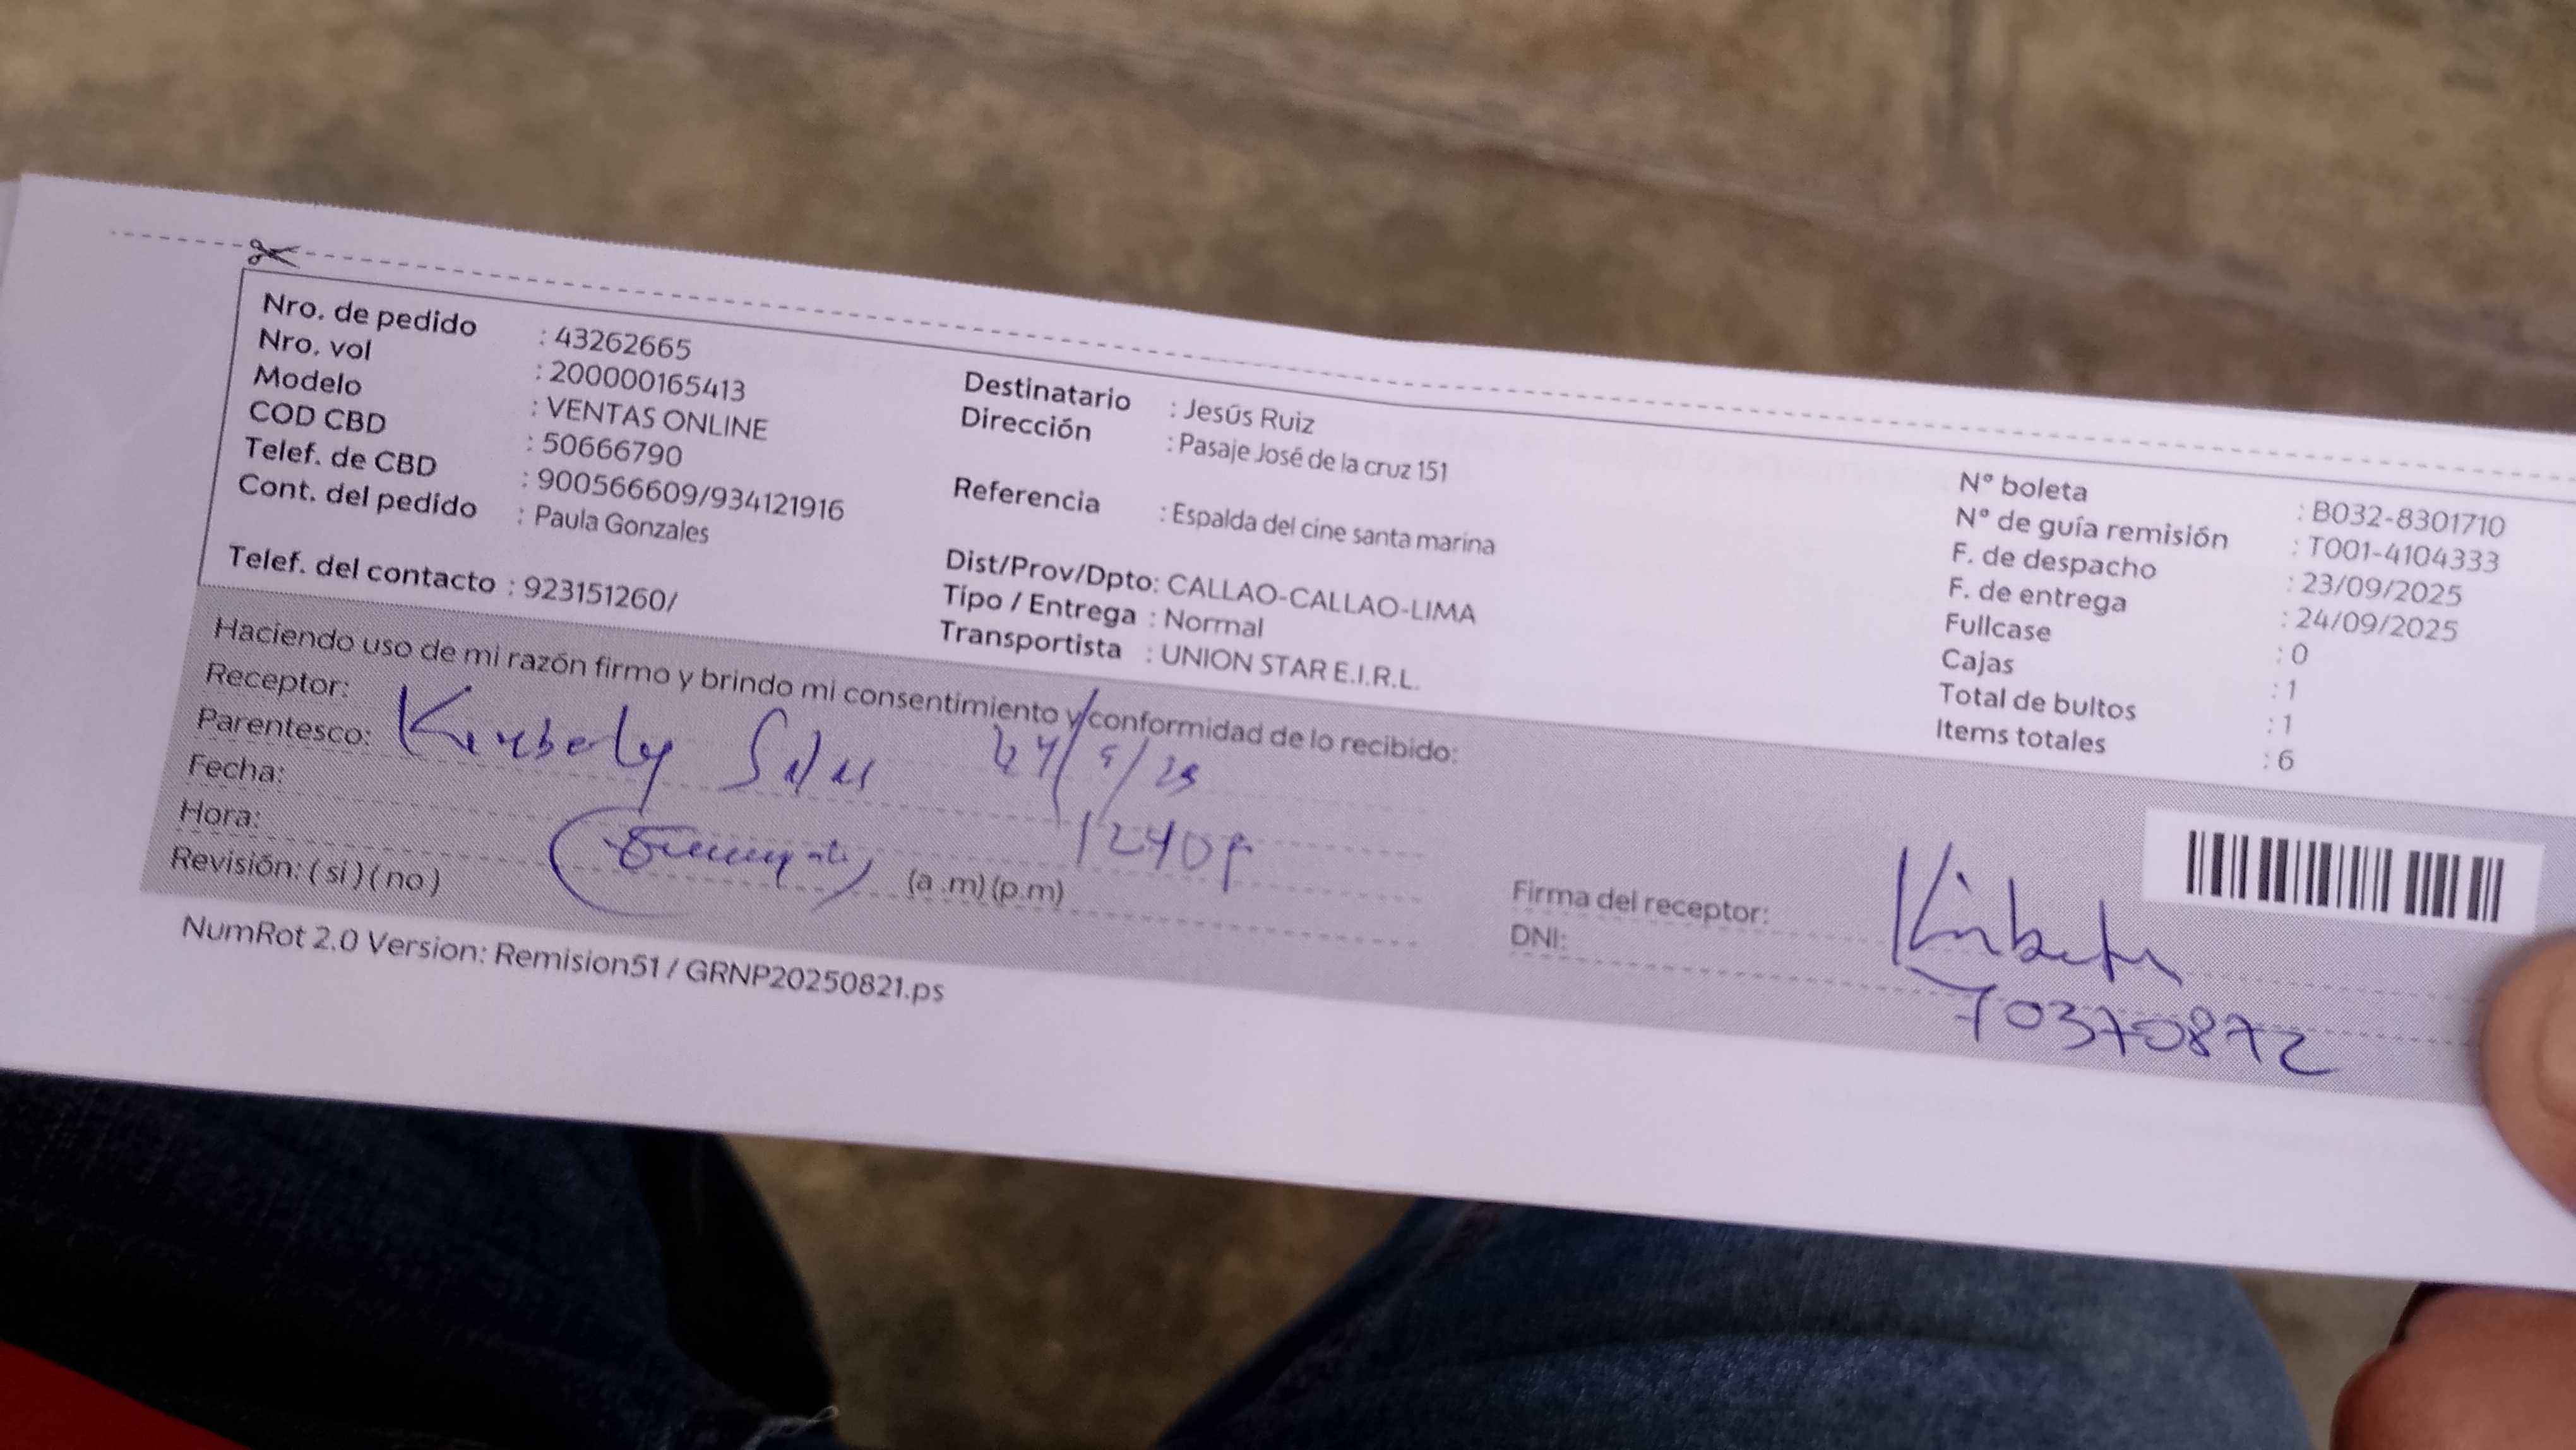 Nro. de pedido : 43262665
Nro. vol : 200000165413
Modelo : VENTAS ONLINE
COD CBD : 50666790
Telef. de CBD : 900566609/934121916
Cont. del pedido : Paula Gonzales
Telef. del contacto : 923151260/
Destinatario : Jesús Ruiz
Dirección : Pasaje José de la cruz 151
Referencia : Espalda del cine santa marina
Dist/Prov/Dpto: CALLAO-CALLAO-LIMA
Tipo / Entrega : Normal
Transportista : UNION STAR E.I.R.L.
N° boleta : B032-8301710
N° de guía remisión : T001-4104333
F. de despacho : 23/09/2025
F. de entrega : 24/09/2025
Fullcase : 0
Cajas : 1
Total de bultos : 1
Items totales : 6
Haciendo uso de mi razón firmo y brindo mi consentimiento y conformidad de lo recibido:
Receptor:
Parentesco: Kimberly
Fecha:
Hora: 1240p
(a .m) (p.m)
Revisión: ( si ) ( no )
Firma del receptor:
DNI: 70370872
NumRot 2.0 Version: Remision51 / GRNP20250821.ps